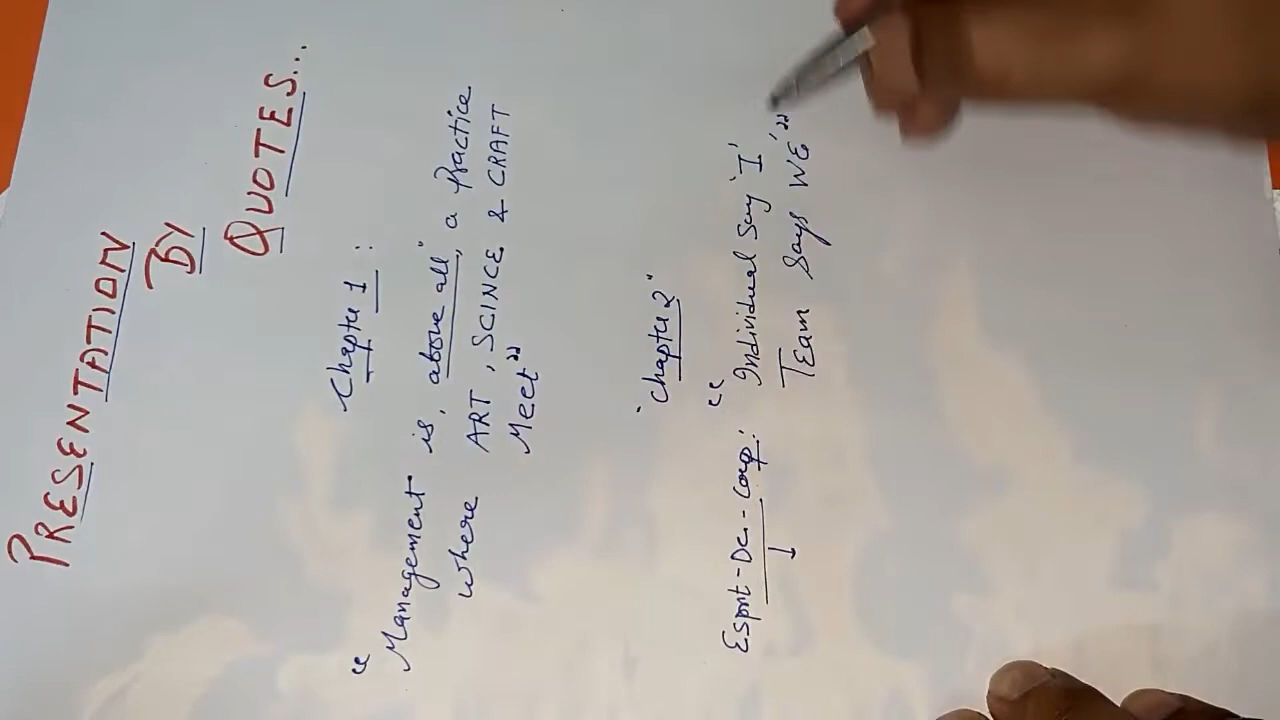 PRESENTATION
BY
QUOTES...
Chapter 1 :
“ Management is, above all", a Practice
where ART, SCINCE & CRAFT
Meet”
'Chapter 2"
Esprit-De-Corp: “ Individual Say 'I'
Team Says WE'”